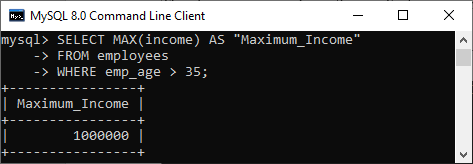 MySQL 8.0 Command Line Client
mysql> SELECT MAX(income) AS "Maximum_Income"
    -> FROM employees
    -> WHERE emp_age > 35;
+----------------+
| Maximum_Income |
+----------------+
|        1000000 |
+----------------+